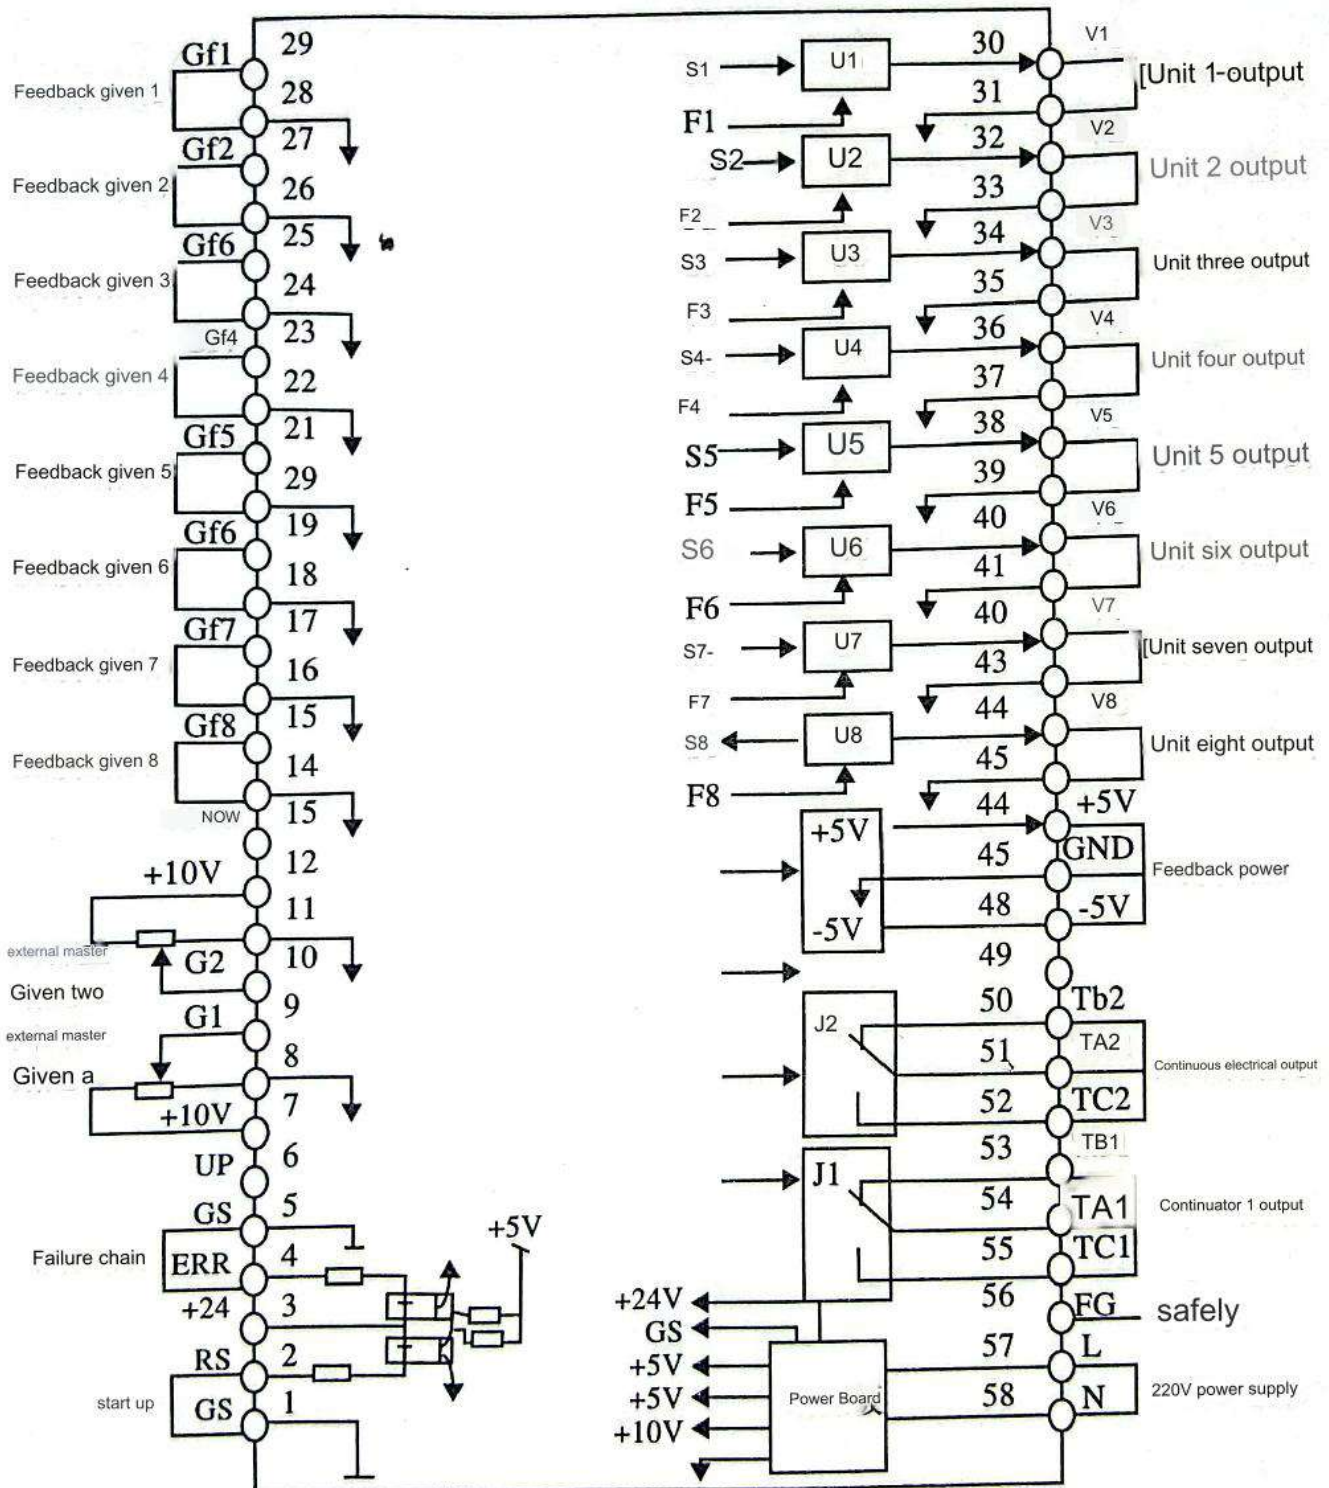 Gf1 29
Feedback given 1
28
27
Gf2
Feedback given 2
26
25
Gf6
Feedback given 3
24
23
Gf4
Feedback given 4
22
21
Gf5
Feedback given 5
29
19
Gf6
Feedback given 6
18
17
Gf7
Feedback given 7
16
15
Gf8
Feedback given 8
14
15
NOW
12
+10V
11
external master
G2 10
Given two
9
G1
external master
8
Given a
7
+10V
6
UP
5
GS
Failure chain
4
ERR
3
+24
2
RS
start up
1
GS
+5V
S1 U1 30 V1
[Unit 1-output
F1 31
S2 U2 32 V2
Unit 2 output
F2 33
S3 U3 34 V3
Unit three output
F3 35
S4- U4 36 V4
Unit four output
F4 37
S5 U5 38 V5
Unit 5 output
F5 39
S6 U6 40 V6
Unit six output
F6 41
S7- U7 40 V7
[Unit seven output
F7 43
S8 U8 44 V8
Unit eight output
F8 45
+5V 44 +5V
45 GND
Feedback power
-5V 48 -5V
49
J2 50 Tb2
51 TA2
Continuous electrical output
52 TC2
53 TB1
J1 54 TA1
Continuator 1 output
55 TC1
56 FG safely
+24V
GS
57 L
+5V
220V power supply
+5V Power Board 58 N
+10V